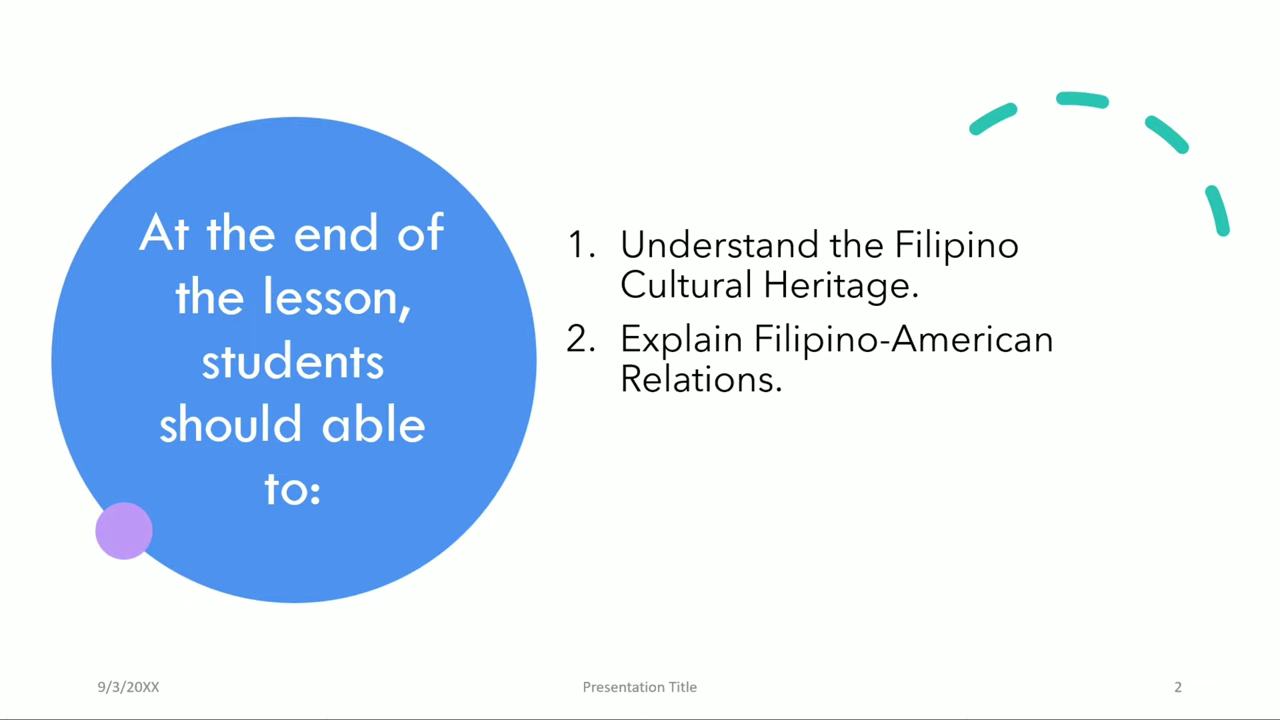 At the end of
the lesson,
students
should able
to:
1. Understand the Filipino
Cultural Heritage.
2. Explain Filipino-American
Relations.
9/3/20XX
Presentation Title
2